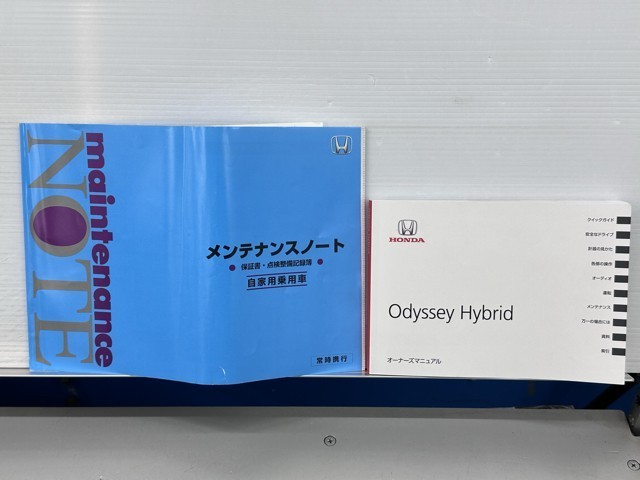 maintenance
NOTE
メンテナンスノート
保証書・点検整備記録簿
自家用乗用車
常時携行
HONDA
Odyssey Hybrid
オーナーズマニュアル
クイックガイド
安全なドライブ
計器の見かた
各部の操作
オーディオ
運転
メンテナンス
万一の場合には
資料
索引